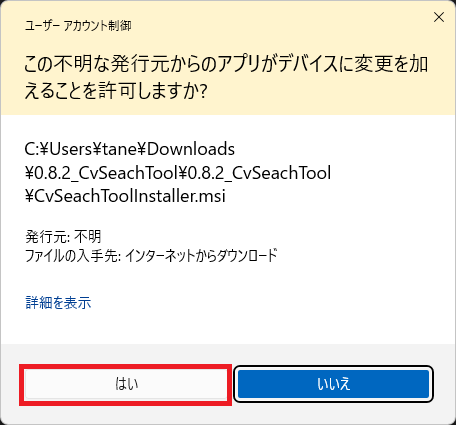 ユーザー アカウント制御
この不明な発行元からのアプリがデバイスに変更を加
えることを許可しますか?
C:¥Users¥tane¥Downloads
¥0.8.2_CvSeachTool¥0.8.2_CvSeachTool
¥CvSeachToolInstaller.msi
発行元: 不明
ファイルの入手先: インターネットからダウンロード
詳細を表示
はい
いいえ